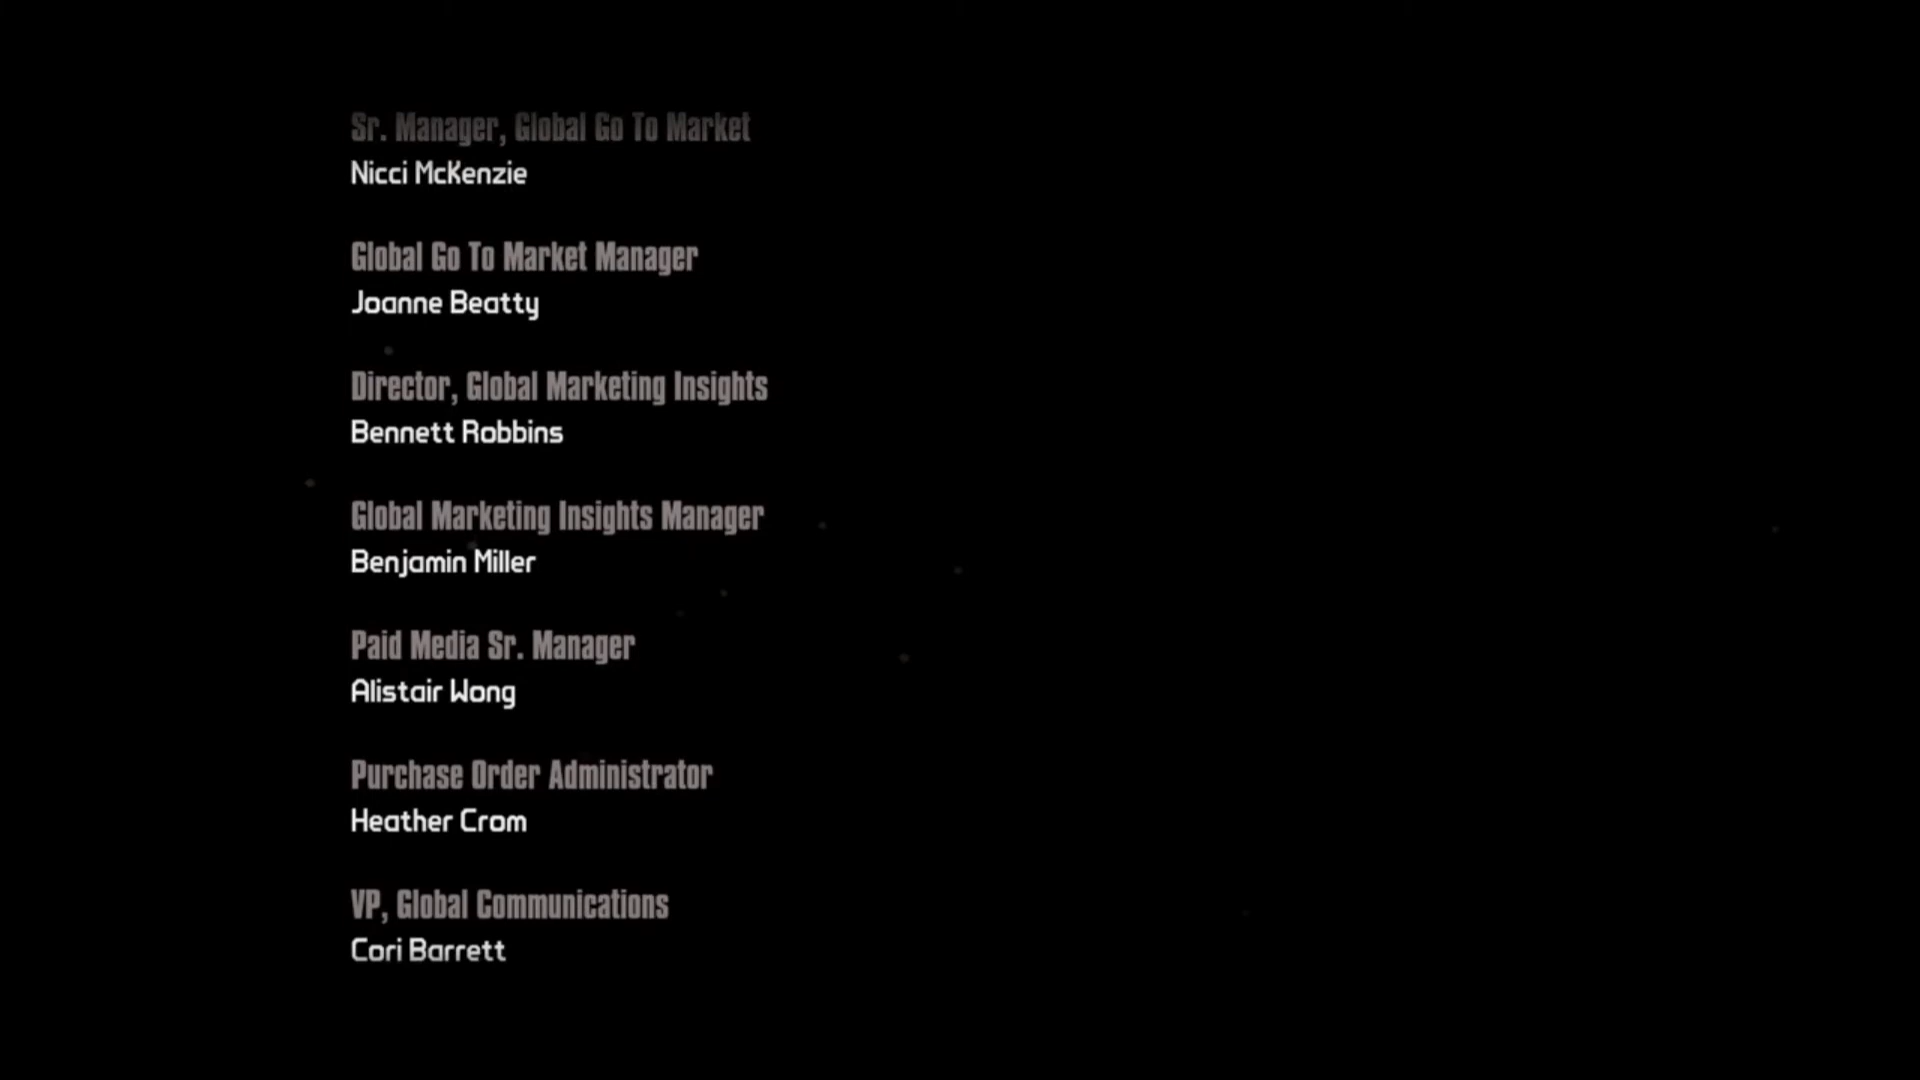 Sr. Manager, Global Go To Market
Nicci McKenzie
Global Go To Market Manager
Joanne Beatty
Director, Global Marketing Insights
Bennett Robbins
Global Marketing Insights Manager
Benjamin Miller
Paid Media Sr. Manager
Alistair Wong
Purchase Order Administrator
Heather Crom
VP, Global Communications
Cori Barrett